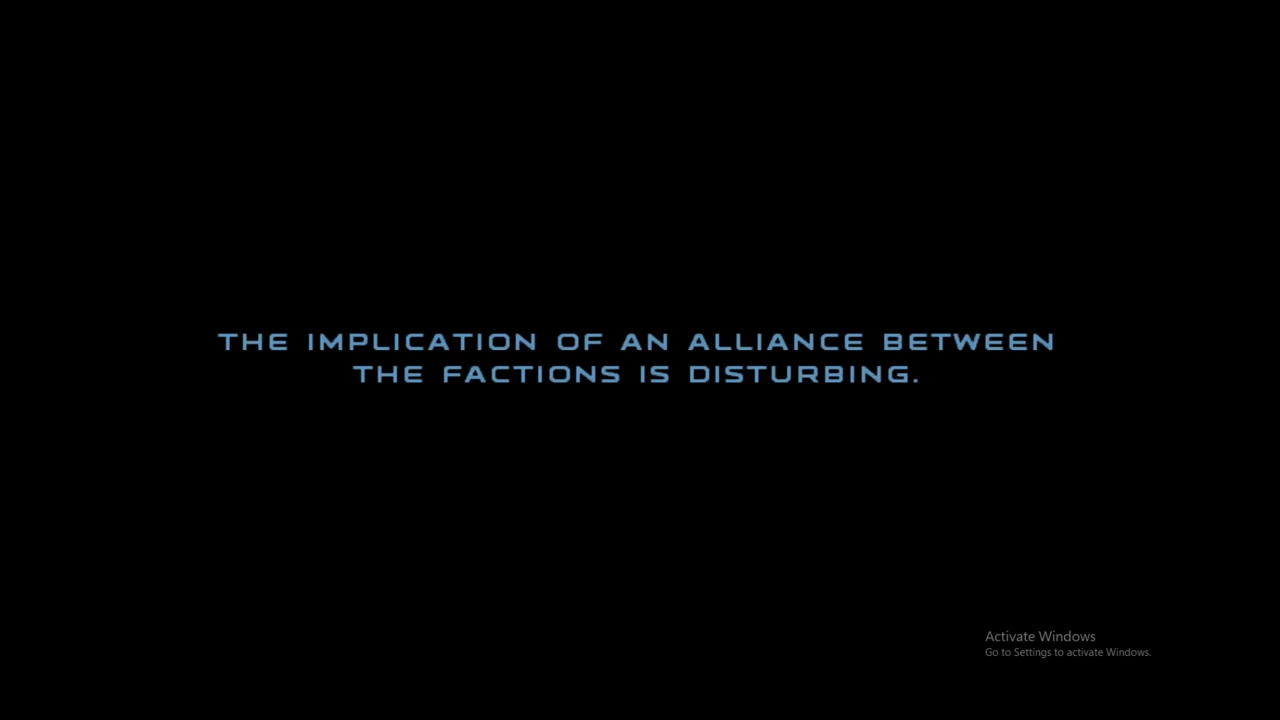 THE IMPLICATION OF AN ALLIANCE BETWEEN
THE FACTIONS IS DISTURBING.
Activate Windows
Go to Settings to activate Windows.